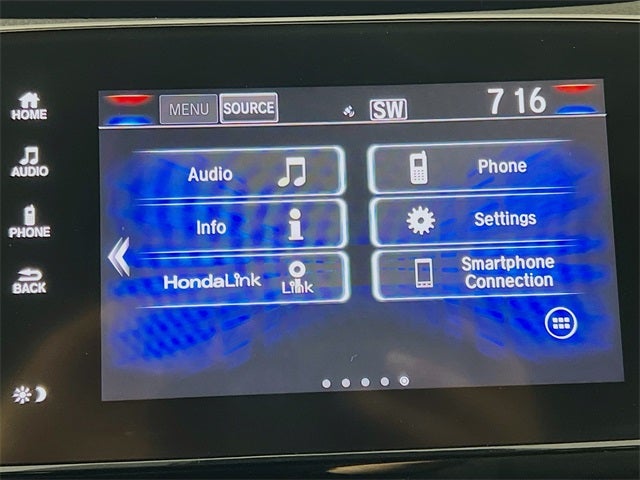 MENU SOURCE SW 7 16
HOME
AUDIO
PHONE
BACK
Audio
Phone
Info
Settings
HondaLink
Link
Smartphone
Connection